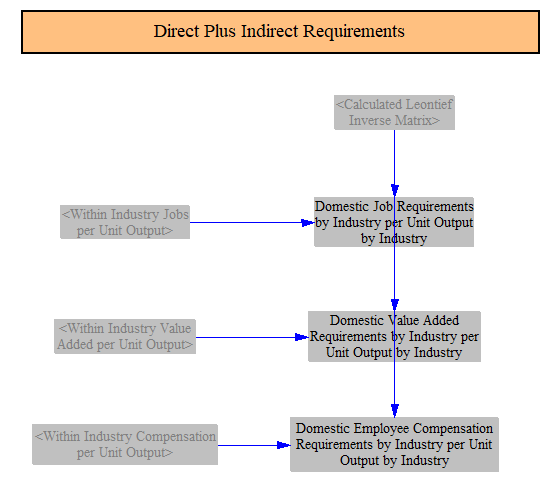 Direct Plus Indirect Requirements
<Calculated Leontief
Inverse Matrix>
Domestic Job Requirements
by Industry per Unit Output
by Industry
<Within Industry Jobs
per Unit Output>
Domestic Value Added
Requirements by Industry per
Unit Output by Industry
<Within Industry Value
Added per Unit Output>
Domestic Employee Compensation
Requirements by Industry per Unit
Output by Industry
<Within Industry Compensation
per Unit Output>